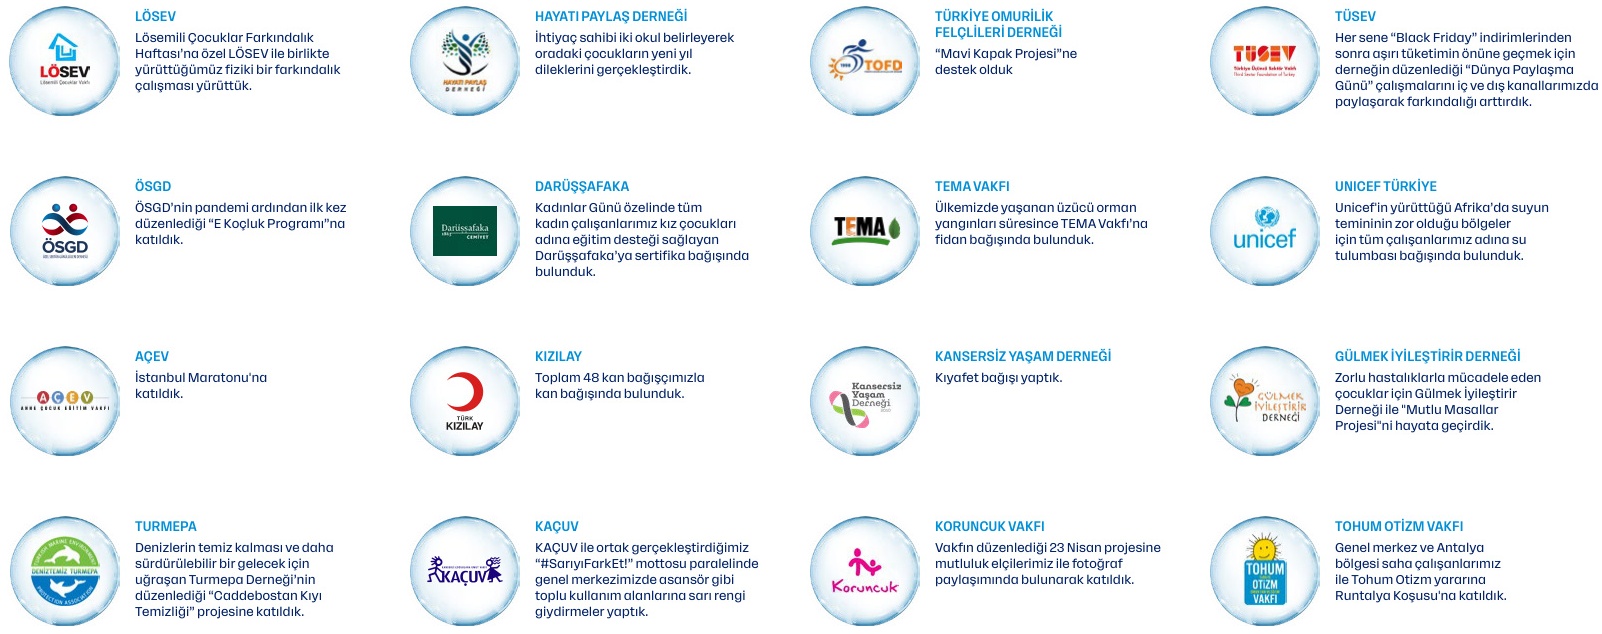 LÖSEV
Lösemili Çocuklar Farkındalık
Haftası'na özel LÖSEV ile birlikte
yürüttüğümüz fiziki bir farkındalık
çalışması yürüttük.
LÖSEV
Lösemili Çocuklar Vakfı
HAYATI PAYLAŞ DERNEĞİ
İhtiyaç sahibi iki okul belirleyerek
oradaki çocukların yeni yıl
dileklerini gerçekleştirdik.
HAYATI PAYLAŞ
DERNEĞİ
TÜRKİYE OMURİLİK
FELÇLİLERİ DERNEĞİ
“Mavi Kapak Projesi”ne
destek olduk
1998 TOFD
TÜSEV
Her sene “Black Friday” indirimlerinden
sonra aşırı tüketimin önüne geçmek için
derneğin düzenlediği “Dünya Paylaşma
Günü” çalışmalarını iç ve dış kanallarımızda
paylaşarak farkındalığı arttırdık.
TÜSEV
Türkiye Üçüncü Sektör Vakfı
Third Sector Foundation of Turkey
ÖSGD
ÖSGD’nin pandemi ardından ilk kez
düzenlediği “E Koçluk Programı”na
katıldık.
ÖSGD
DARÜŞŞAFAKA
Kadınlar Günü özelinde tüm
kadın çalışanlarımız kız çocukları
adına eğitim desteği sağlayan
Darüşşafaka’ya sertifika bağışında
bulunduk.
Darüşşafaka
1863 CEMİYET
TEMA VAKFI
Ülkemizde yaşanan üzücü orman
yangınları süresince TEMA Vakfı’na
fidan bağışında bulunduk.
TEMA
UNICEF TÜRKİYE
Unicef’in yürüttüğü Afrika’da suyun
temininin zor olduğu bölgeler
için tüm çalışanlarımız adına su
tulumbası bağışında bulunduk.
unicef
AÇEV
İstanbul Maratonu'na
katıldık.
AÇEV
ANNE ÇOCUK EĞİTİM VAKFI
KIZILAY
Toplam 48 kan bağışçımızla
kan bağışında bulunduk.
TÜRK
KIZILAY
KANSERSİZ YAŞAM DERNEĞİ
Kıyafet bağışı yaptık.
Kansersiz
Yaşam
Derneği
GÜLMEK İYİLEŞTİRİR DERNEĞİ
Zorlu hastalıklarla mücadele eden
çocuklar için Gülmek İyileştirir
Derneği ile "Mutlu Masallar
Projesi"ni hayata geçirdik.
GÜLMEK
İYİLEŞTİRİR
DERNEĞİ
TURMEPA
Denizlerin temiz kalması ve daha
sürdürülebilir bir gelecek için
uğraşan Turmepa Derneği’nin
düzenlediği “Caddebostan Kıyı
Temizliği” projesine katıldık.
TURKISH MARINE ENVIRONMENT
DENİZTEMİZ TURMEPA
PROTECTION ASSOCIATION
KAÇUV
KAÇUV ile ortak gerçekleştirdiğimiz
“#SarıyıFarkEt!” mottosu paralelinde
genel merkezimizde asansör gibi
toplu kullanım alanlarına sarı rengi
giydirmeler yaptık.
KAÇUV
KORUNCUK VAKFI
Vakfın düzenlediği 23 Nisan projesine
mutluluk elçilerimiz ile fotoğraf
paylaşımında bulunarak katıldık.
Koruncuk
TOHUM OTİZM VAKFI
Genel merkez ve Antalya
bölgesi saha çalışanlarımız
ile Tohum Otizm yararına
Runtalya Koşusu'na katıldık.
TOHUM
OTİZM
VAKFI